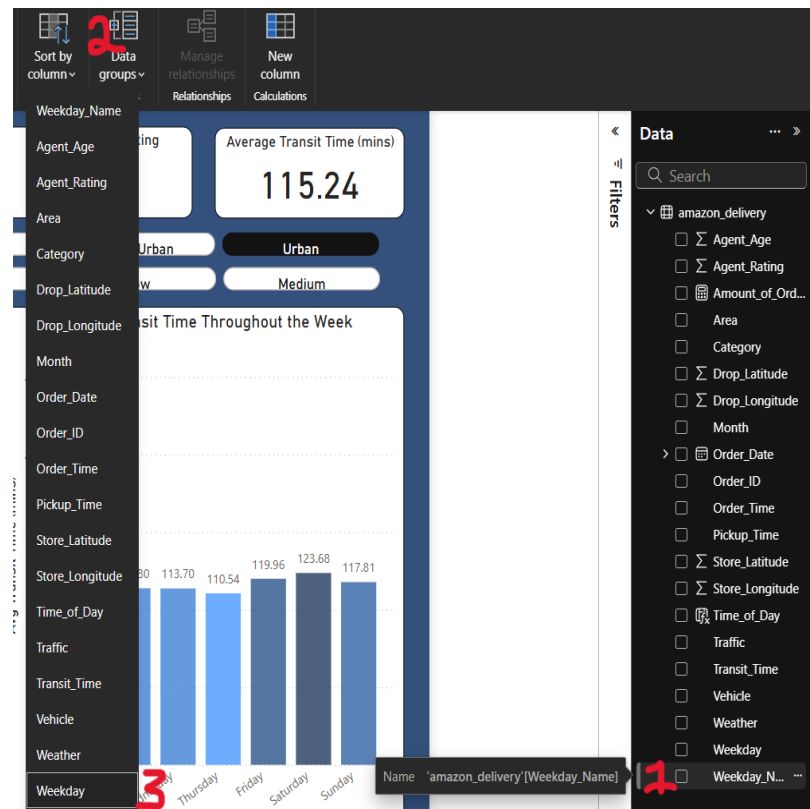 2
Sort by
column
Data
groups
Manage
relationships
New
column
Relationships
Calculations
Weekday_Name
Agent_Age
Agent_Rating
Area
Category
Drop_Latitude
Drop_Longitude
Month
Order_Date
Order_ID
Order_Time
Pickup_Time
Store_Latitude
Store_Longitude
Time_of_Day
Traffic
Transit_Time
Vehicle
Weather
Weekday
3
ing
Average Transit Time (mins)
115.24
Urban
Urban
ow
Medium
sit Time Throughout the Week
30
113.70
110.54
119.96
123.68
117.81
Thursday
Friday
Saturday
Sunday
Filters
Data
Search
amazon_delivery
Agent_Age
Agent_Rating
Amount_of_Ord...
Area
Category
Drop_Latitude
Drop_Longitude
Month
Order_Date
Order_ID
Order_Time
Pickup_Time
Store_Latitude
Store_Longitude
Time_of_Day
Traffic
Transit_Time
Vehicle
Weather
Weekday
Weekday_N...
Name 'amazon_delivery'[Weekday_Name]
1